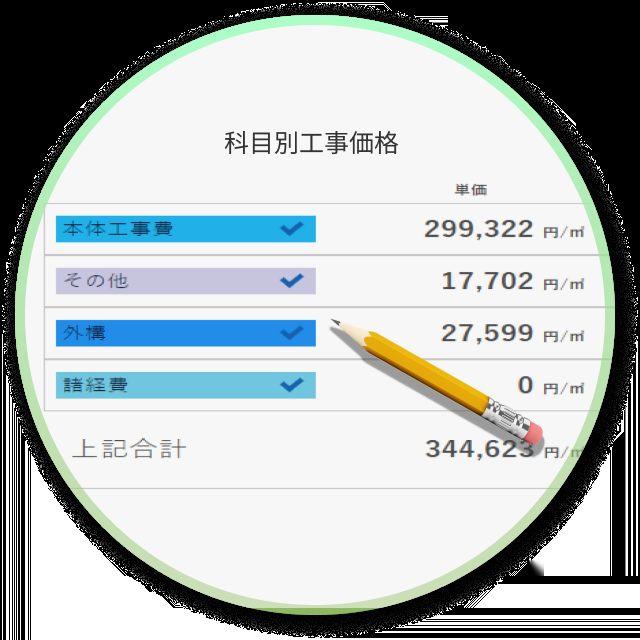 科目別工事価格
単価
本体工事費 299,322 円/㎡
その他 17,702 円/㎡
外構 27,599 円/㎡
諸経費 0 円/㎡
上記合計 344,623 円/㎡